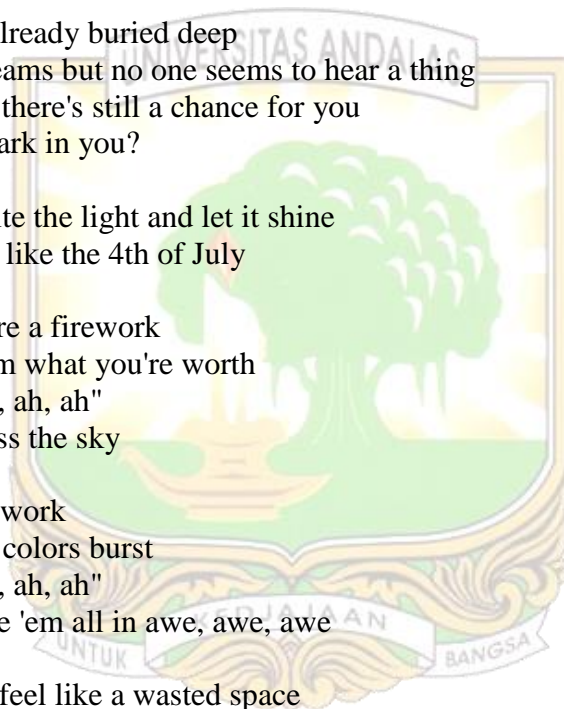 UNIVERSITAS ANDALAS
lready buried deep
eams but no one seems to hear a thing
there's still a chance for you
ark in you?
ite the light and let it shine
like the 4th of July
re a firework
m what you're worth
, ah, ah"
ss the sky
work
colors burst
, ah, ah"
e 'em all in awe, awe, awe
UNTUK KEDJAJAAN BANGSA
feel like a wasted space